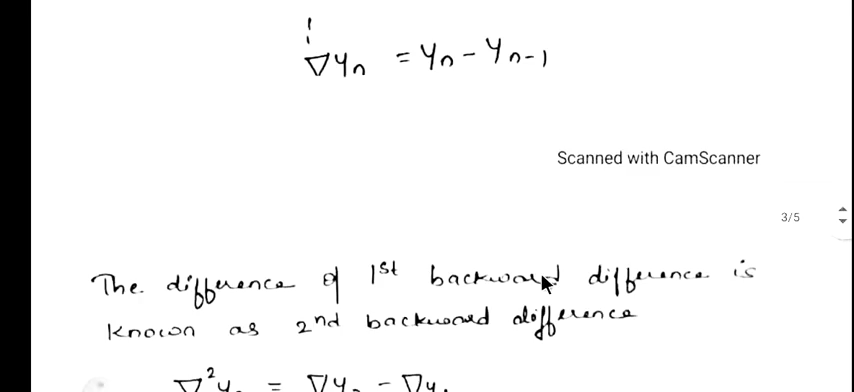 ∇yn = yn - yn-1
Scanned with CamScanner
3/5
The difference of 1st backward difference is
known as 2nd backward difference